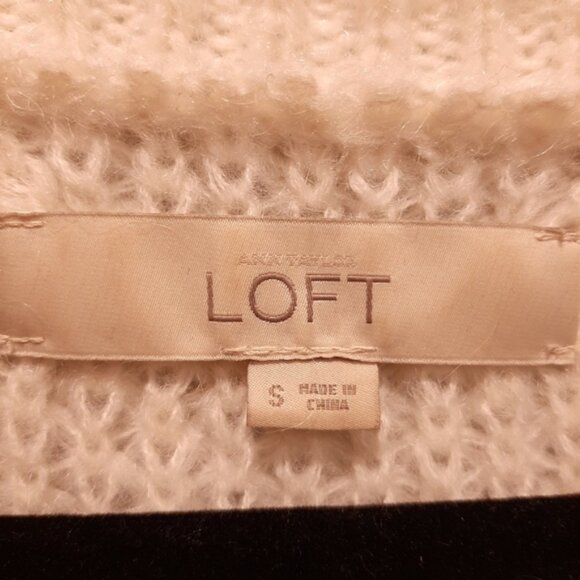 ANN TAYLOR
LOFT
S
MADE IN
CHINA